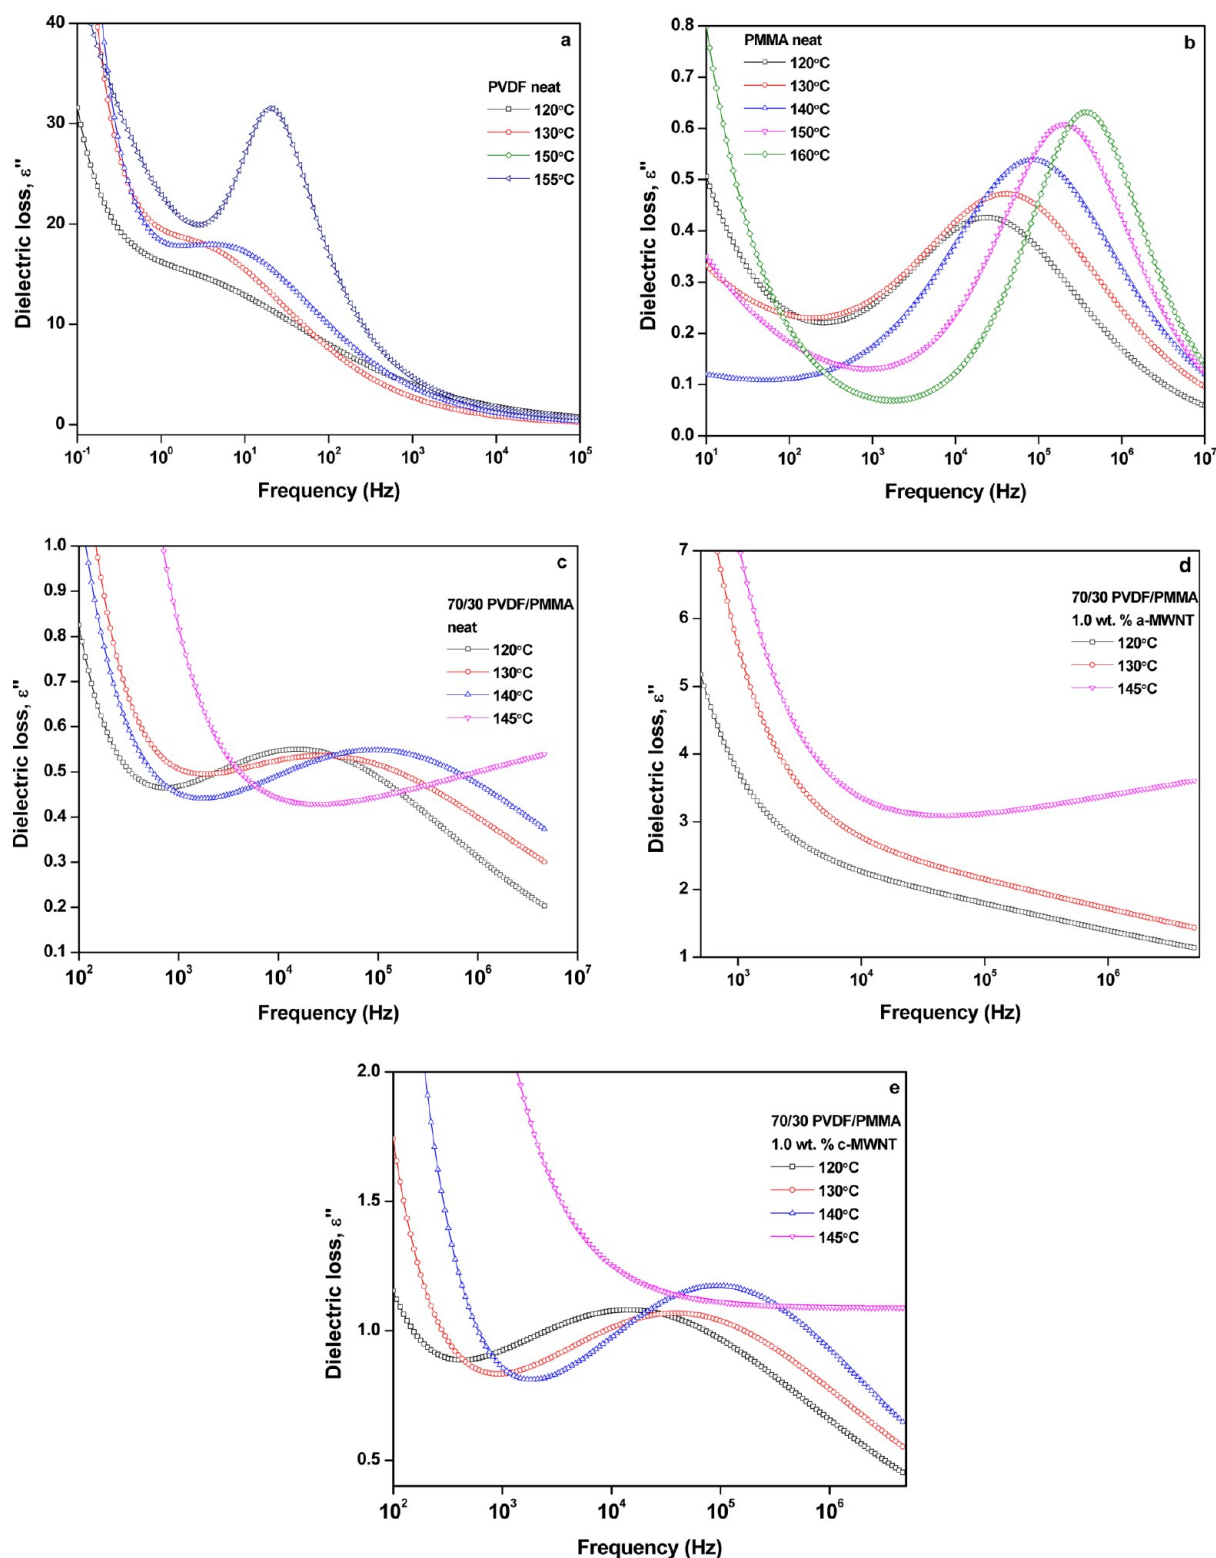 a
PVDF neat
120°C
130°C
150°C
155°C
40
30
20
10
0
Dielectric loss, ε"
10⁻¹ 10⁰ 10¹ 10² 10³ 10⁴ 10⁵
Frequency (Hz)
b
PMMA neat
120°C
130°C
140°C
150°C
160°C
0.8
0.7
0.6
0.5
0.4
0.3
0.2
0.1
0.0
Dielectric loss, ε"
10¹ 10² 10³ 10⁴ 10⁵ 10⁶ 10⁷
Frequency (Hz)
c
70/30 PVDF/PMMA
neat
120°C
130°C
140°C
145°C
1.0
0.9
0.8
0.7
0.6
0.5
0.4
0.3
0.2
0.1
Dielectric loss, ε"
10² 10³ 10⁴ 10⁵ 10⁶ 10⁷
Frequency (Hz)
d
70/30 PVDF/PMMA
1.0 wt. % a-MWNT
120°C
130°C
145°C
7
6
5
4
3
2
1
Dielectric loss, ε"
10³ 10⁴ 10⁵ 10⁶
Frequency (Hz)
e
70/30 PVDF/PMMA
1.0 wt. % c-MWNT
120°C
130°C
140°C
145°C
2.0
1.5
1.0
0.5
Dielectric loss, ε"
10² 10³ 10⁴ 10⁵ 10⁶
Frequency (Hz)